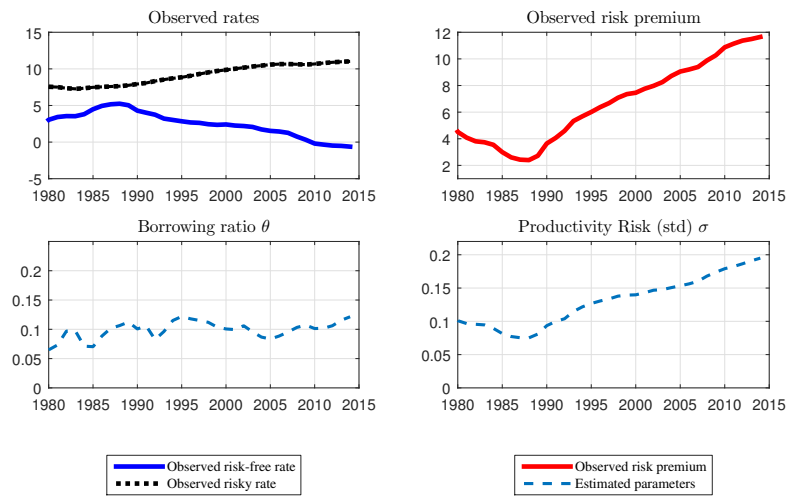 Observed rates
15
10
5
0
-5
1980 1985 1990 1995 2000 2005 2010 2015
Observed risk premium
12
10
8
6
4
2
1980 1985 1990 1995 2000 2005 2010 2015
Borrowing ratio θ
0.2
0.15
0.1
0.05
0
1980 1985 1990 1995 2000 2005 2010 2015
Productivity Risk (std) σ
0.2
0.15
0.1
0.05
0
1980 1985 1990 1995 2000 2005 2010 2015
Observed risk-free rate
Observed risky rate
Observed risk premium
Estimated parameters